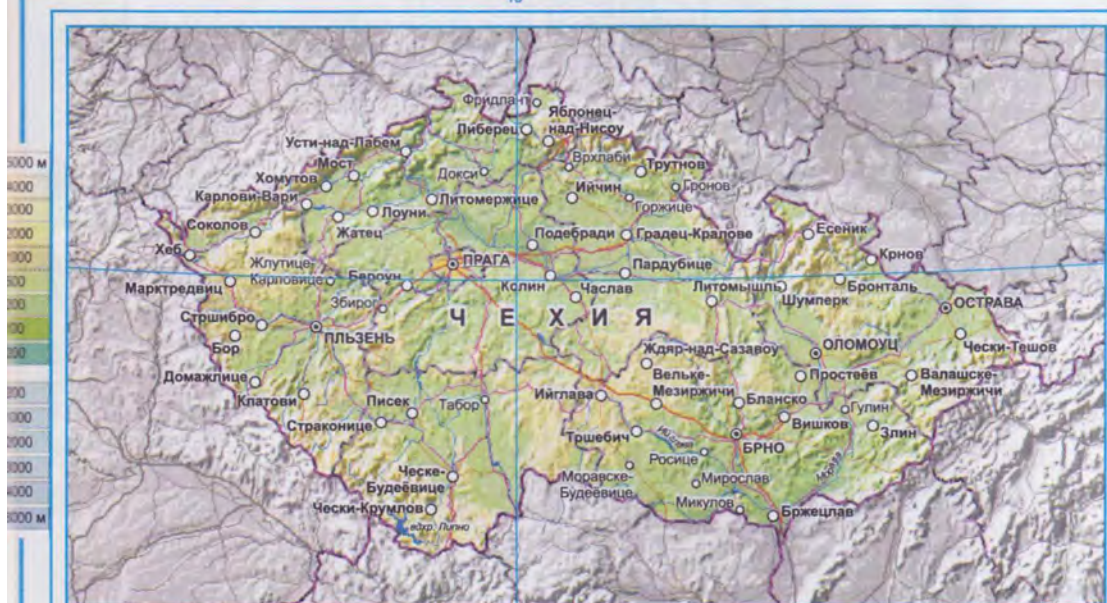 Фридлант
Яблонец-
над-Нисоу
Либерец
Усти-над-Лабем
Врхлаби
Трутнов
Мост
Докси
Хомутов
Гронов
Ийчин
Карлови-Вари
Литомержице
Горжице
Лоуни
Соколов
Жатец
Подебради
Градец-Кралове
Есеник
Хеб
Крнов
Жлутице-
Карловице
Бероун
ПРАГА
Пардубице
Марктредвиц
Колин
Литомышль
Бронталь
Шумперк
Часлав
Збирог
ОСТРАВА
Стршибро
ЧЕХИЯ
ПЛЬЗЕНЬ
Бор
ОЛОМОУЦ
Чески-Тешов
Ждяр-над-Сазавоу
Домажлице
Вельке-
Мезиржичи
Простеёв
Валашске-
Мезиржичи
Клатови
Писек
Табор
Ийглава
Бланско
Гулин
Страконице
Вишков
Злин
Тршебич
БРНО
Росице
Морава
Ческе-
Будеёвице
Моравске-
Будеёвице
Мирослав
Микулов
Чески-Крумлов
Бржецлав
вдхр. Липно